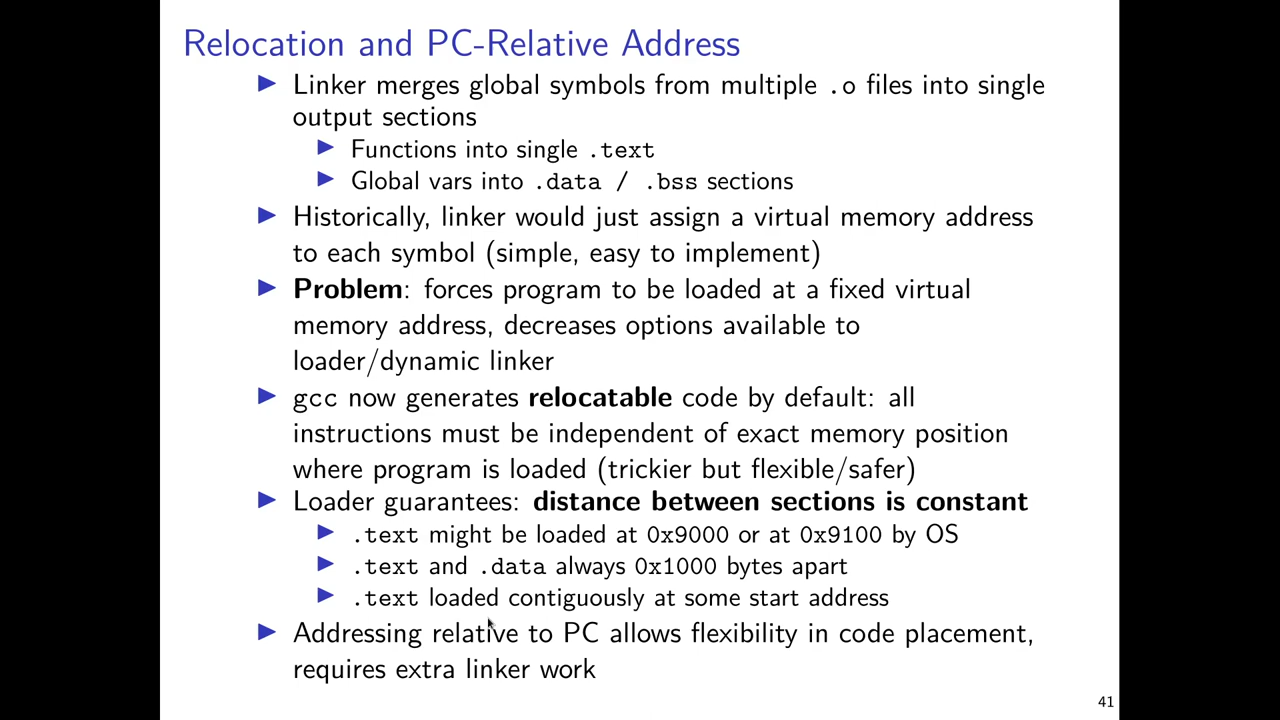 Relocation and PC-Relative Address
Linker merges global symbols from multiple .o files into single
output sections
Functions into single .text
Global vars into .data / .bss sections
Historically, linker would just assign a virtual memory address
to each symbol (simple, easy to implement)
Problem: forces program to be loaded at a fixed virtual
memory address, decreases options available to
loader/dynamic linker
gcc now generates relocatable code by default: all
instructions must be independent of exact memory position
where program is loaded (trickier but flexible/safer)
Loader guarantees: distance between sections is constant
.text might be loaded at 0x9000 or at 0x9100 by OS
.text and .data always 0x1000 bytes apart
.text loaded contiguously at some start address
Addressing relative to PC allows flexibility in code placement,
requires extra linker work
41